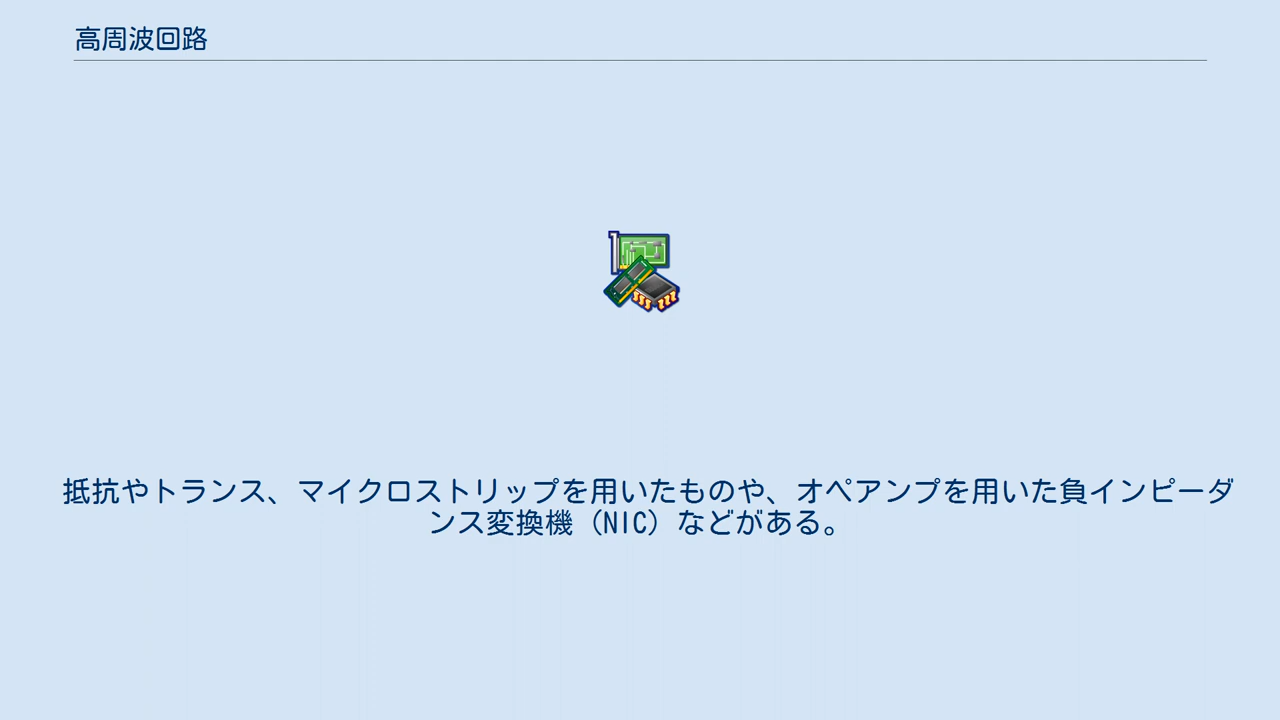 高周波回路
抵抗やトランス、マイクロストリップを用いたものや、オペアンプを用いた負インピーダ
ンス変換機（NIC）などがある。